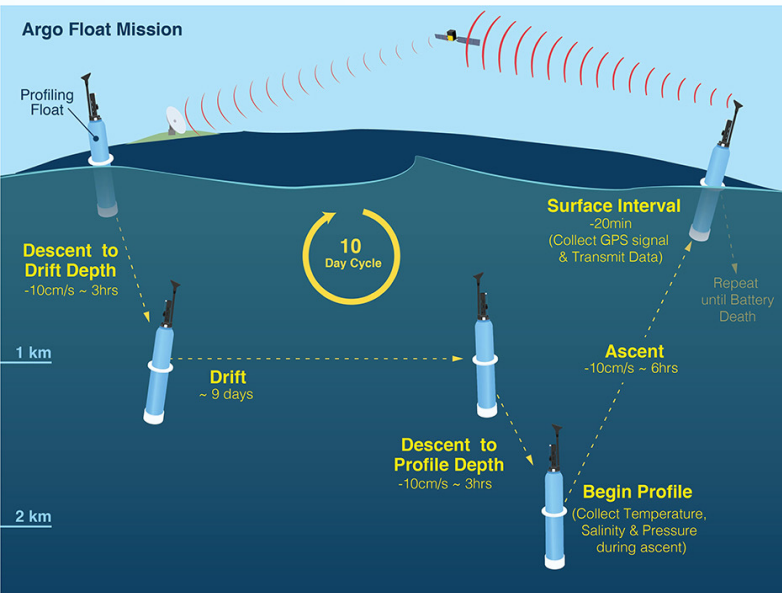 Argo Float Mission
Profiling
Float
Descent to
Drift Depth
-10cm/s ~ 3hrs
10
Day Cycle
Surface Interval
-20min
(Collect GPS signal
& Transmit Data)
Repeat
until Battery
Death
1 km
Drift
~ 9 days
Ascent
-10cm/s ~ 6hrs
Descent to
Profile Depth
-10cm/s ~ 3hrs
Begin Profile
(Collect Temperature,
Salinity & Pressure
during ascent)
2 km